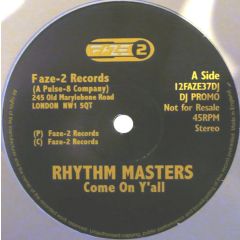 FAZE 2
Faze-2 Records
(A Pulse-8 Company)
245 Old Marylebone Road
LONDON NW1 5QT
(P) Faze-2 Records
(C) Faze-2 Records
A Side
12FAZE37DJ
DJ PROMO
Not for Resale
45RPM
Stereo
RHYTHM MASTERS
Come On Y'all